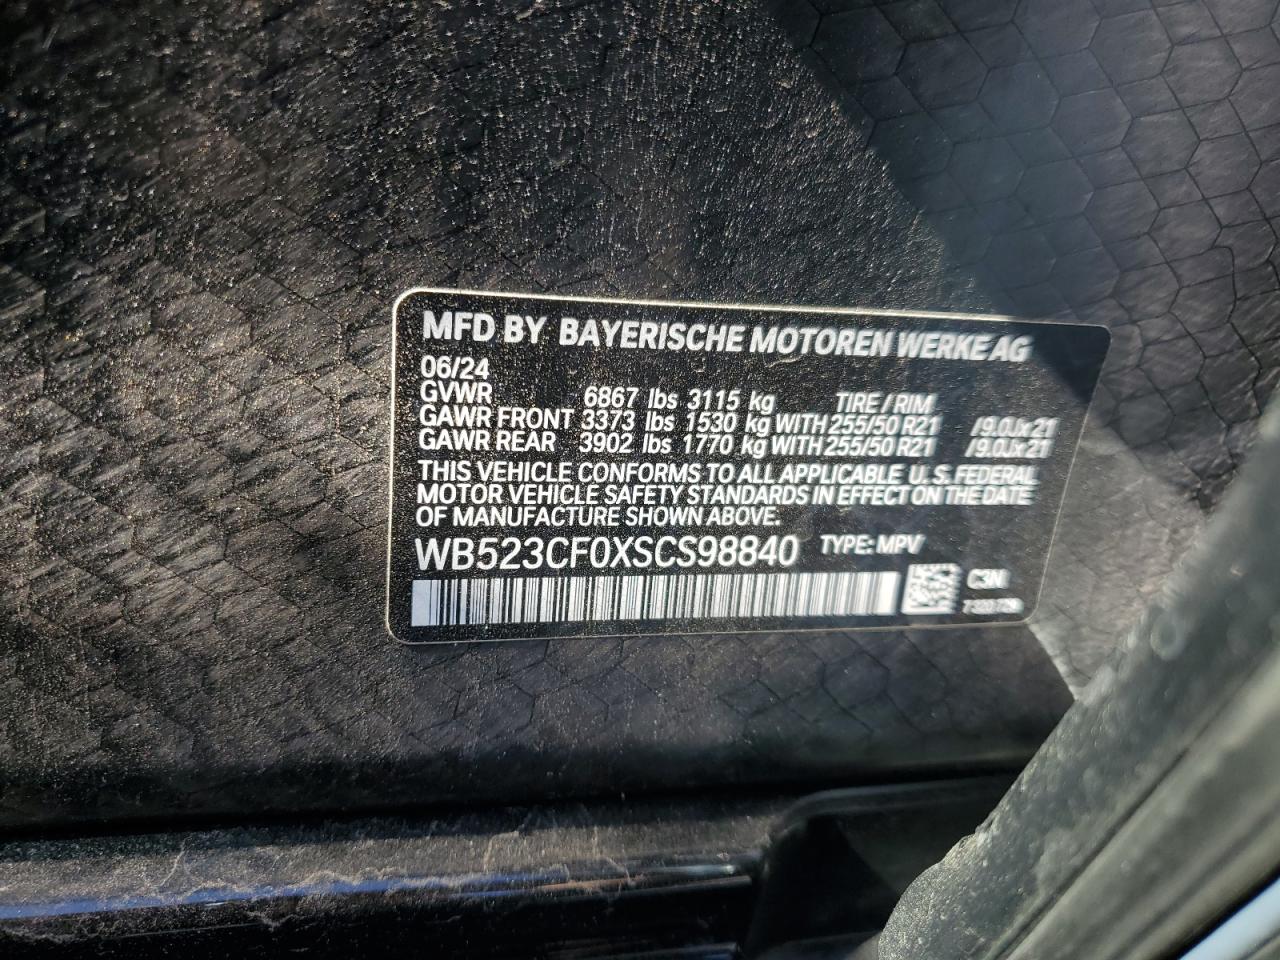 MFD BY BAYERISCHE MOTOREN WERKE AG
06/24
GVWR 6867 lbs 3115 kg TIRE / RIM
GAWR FRONT 3373 lbs 1530 kg WITH 255/50 R21 /9.0Jx21
GAWR REAR 3902 lbs 1770 kg WITH 255/50 R21 /9.0Jx21
THIS VEHICLE CONFORMS TO ALL APPLICABLE U.S. FEDERAL
MOTOR VEHICLE SAFETY STANDARDS IN EFFECT ON THE DATE
OF MANUFACTURE SHOWN ABOVE.
WB523CF0XSCS98840 TYPE: MPV
C3N